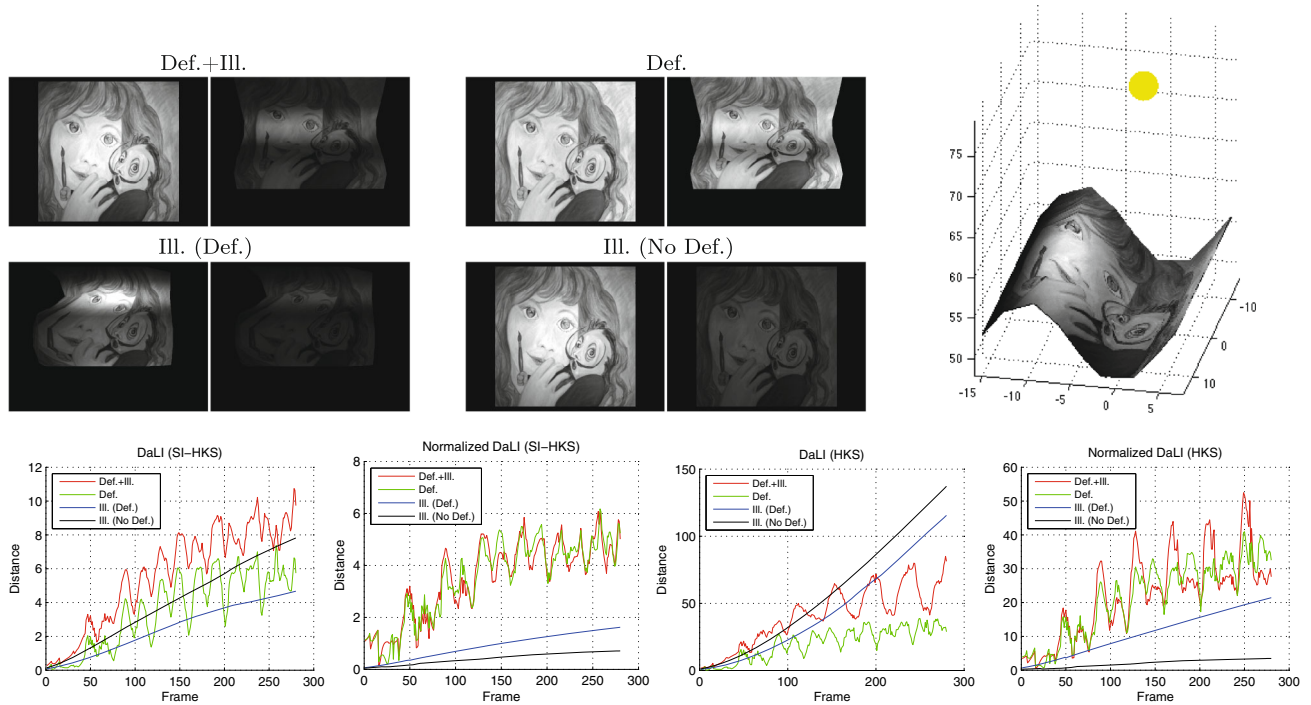 Def.+Ill.
Def.
Ill. (Def.)
Ill. (No Def.)
75
70
65
60
55
50
-15
-10
-5
0
5
10
0
-10
DaLI (SI−HKS)
12
10
8
6
4
2
0
Distance
Def.+Ill.
Def.
Ill. (Def.)
Ill. (No Def.)
0 50 100 150 200 250 300
Frame
Normalized DaLI (SI−HKS)
8
6
4
2
0
Distance
Def.+Ill.
Def.
Ill. (Def.)
Ill. (No Def.)
0 50 100 150 200 250 300
Frame
DaLI (HKS)
150
100
50
0
Distance
Def.+Ill.
Def.
Ill. (Def.)
Ill. (No Def.)
0 50 100 150 200 250 300
Frame
Normalized DaLI (HKS)
60
50
40
30
20
10
0
Distance
Def.+Ill.
Def.
Ill. (Def.)
Ill. (No Def.)
0 50 100 150 200 250 300
Frame